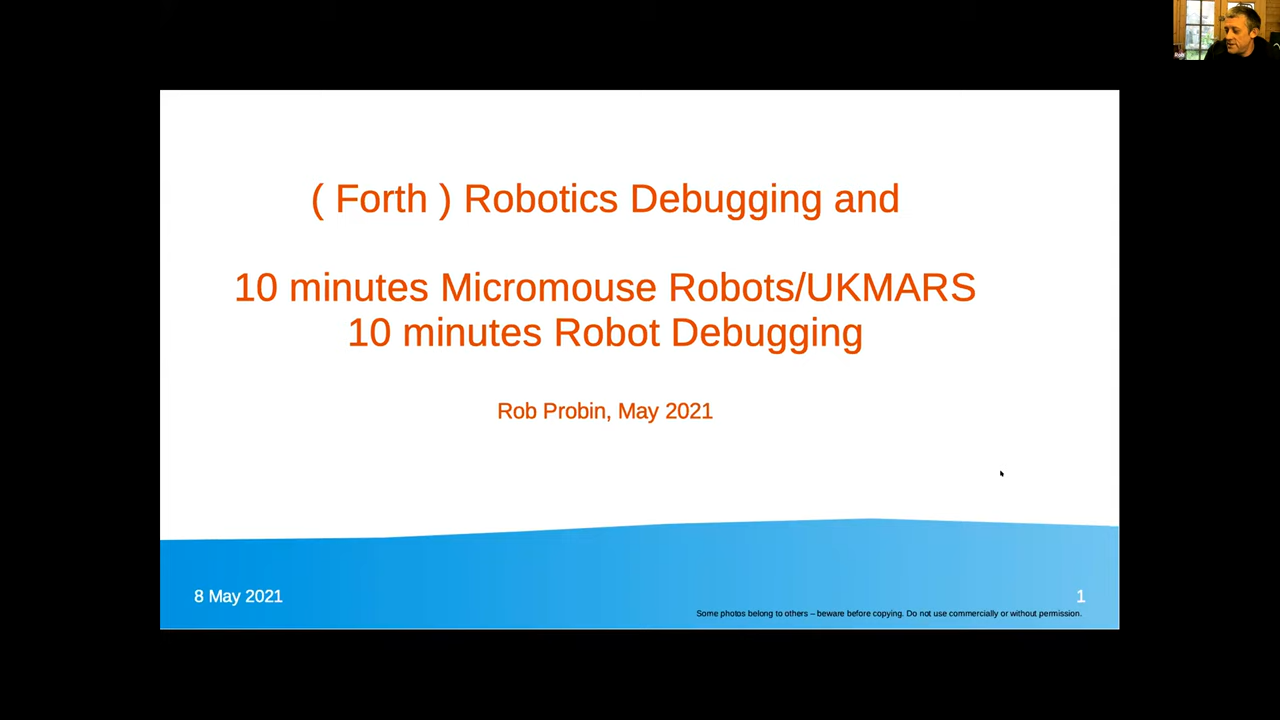 ( Forth ) Robotics Debugging and
10 minutes Micromouse Robots/UKMARS
10 minutes Robot Debugging
Rob Probin, May 2021
8 May 2021
1
Some photos belong to others – beware before copying. Do not use commercially or without permission.
Rob